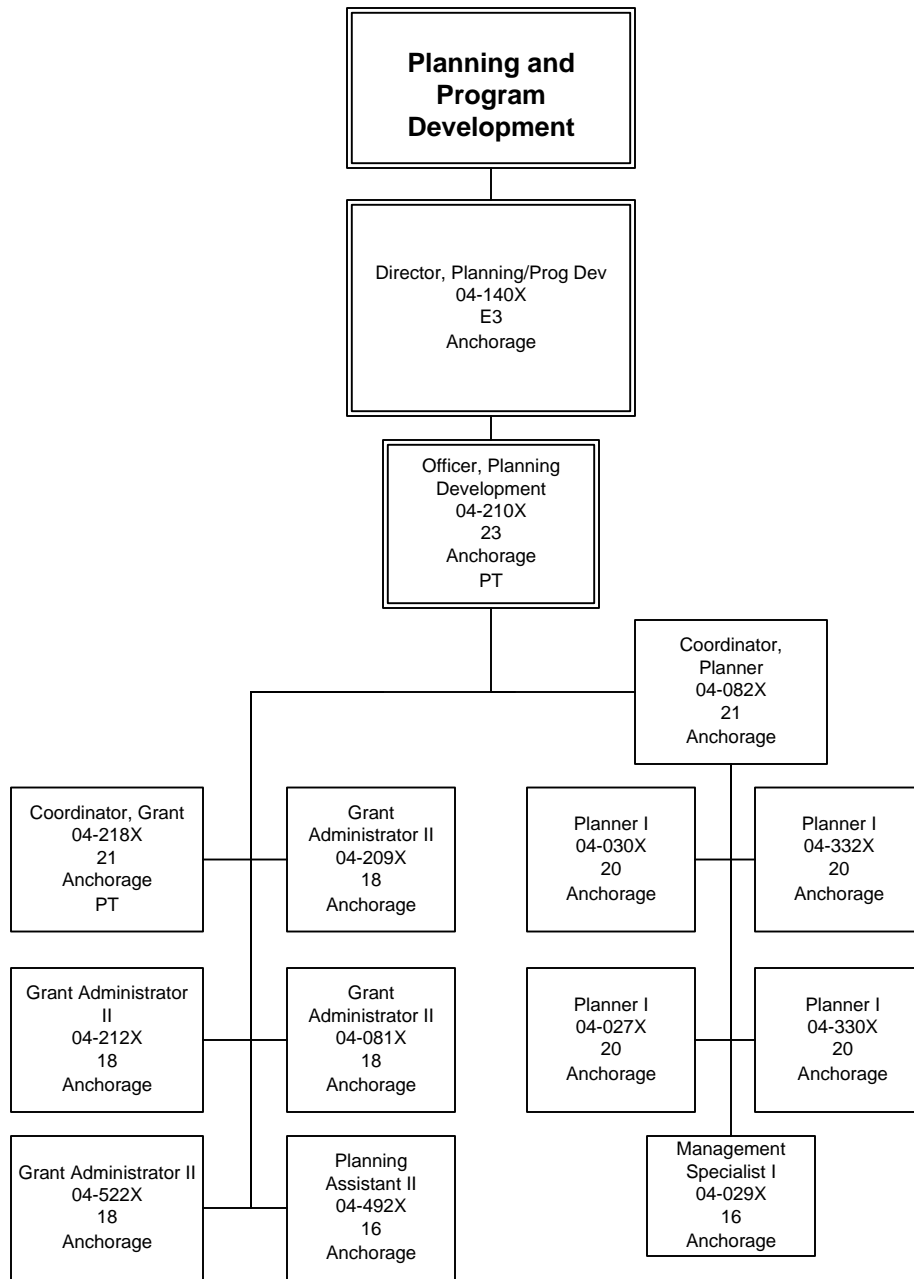 Planning and
Program
Development
Director, Planning/Prog Dev
04-140X
E3
Anchorage
Officer, Planning
Development
04-210X
23
Anchorage
PT
Coordinator,
Planner
04-082X
21
Anchorage
Coordinator, Grant
04-218X
21
Anchorage
PT
Grant
Administrator II
04-209X
18
Anchorage
Planner I
04-030X
20
Anchorage
Planner I
04-332X
20
Anchorage
Grant Administrator
II
04-212X
18
Anchorage
Grant
Administrator II
04-081X
18
Anchorage
Planner I
04-027X
20
Anchorage
Planner I
04-330X
20
Anchorage
Grant Administrator II
04-522X
18
Anchorage
Planning
Assistant II
04-492X
16
Anchorage
Management
Specialist I
04-029X
16
Anchorage